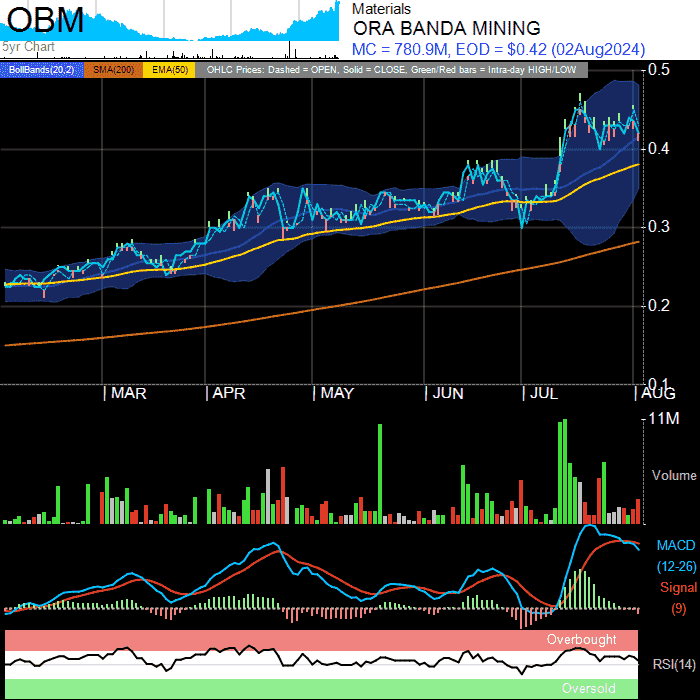 OBM
5yr Chart
Materials
ORA BANDA MINING
MC = 780.9M, EOD = $0.42 (02Aug2024)
BollBands(20,2) SMA(200) EMA(50) OHLC Prices: Dashed = OPEN, Solid = CLOSE, Green/Red bars = Intra-day HIGH/LOW
0.5
0.4
0.3
0.2
0.1
MAR APR MAY JUN JUL AUG
11M
Volume
MACD
(12-26)
Signal
(9)
Overbought
RSI(14)
Oversold